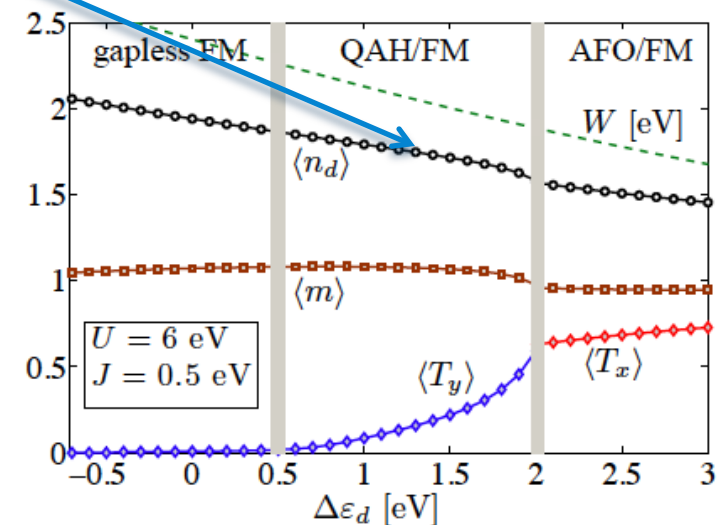 2.5
gapless FM QAH/FM AFO/FM
2
W [eV]
⟨n_d⟩
1.5
1
⟨m⟩
U = 6 eV
J = 0.5 eV
0.5
⟨T_y⟩ ⟨T_x⟩
0
−0.5 0 0.5 1 1.5 2 2.5 3
Δε_d [eV]